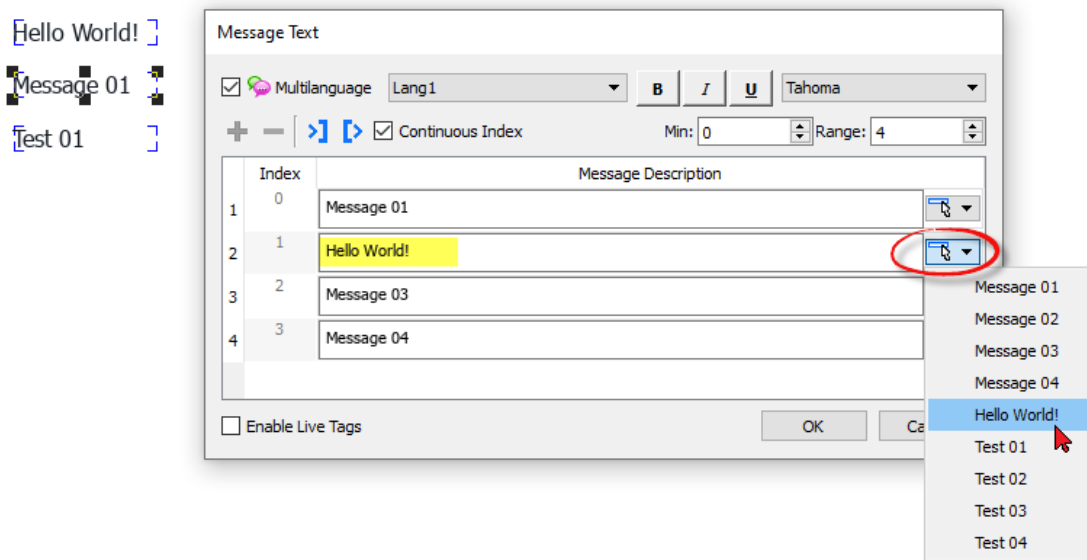 Hello World!
Message 01
Test 01
Message Text
Multilanguage Lang1 B I U Tahoma
Continuous Index Min: 0 Range: 4
Index Message Description
1 0 Message 01
2 1 Hello World!
3 2 Message 03
4 3 Message 04
Enable Live Tags OK Ca
Message 01
Message 02
Message 03
Message 04
Hello World!
Test 01
Test 02
Test 03
Test 04